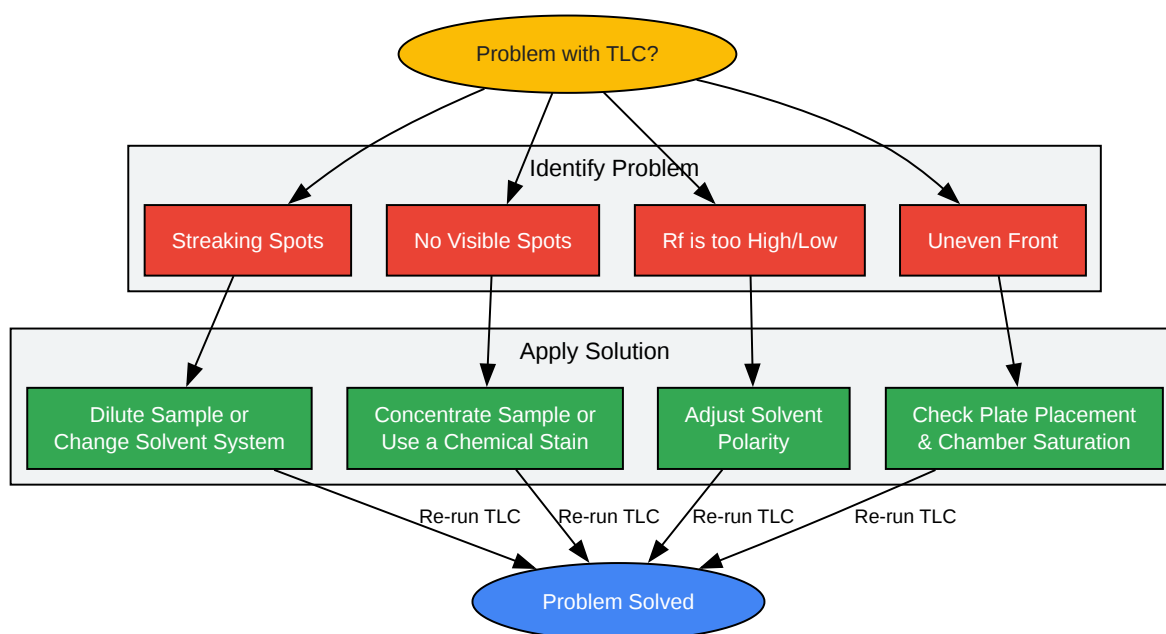 Problem with TLC?
Identify Problem
Streaking Spots
No Visible Spots
Rf is too High/Low
Uneven Front
Apply Solution
Dilute Sample or
Change Solvent System
Concentrate Sample or
Use a Chemical Stain
Adjust Solvent
Polarity
Check Plate Placement
& Chamber Saturation
Re-run TLC
Re-run TLC
Re-run TLC
Re-run TLC
Problem Solved